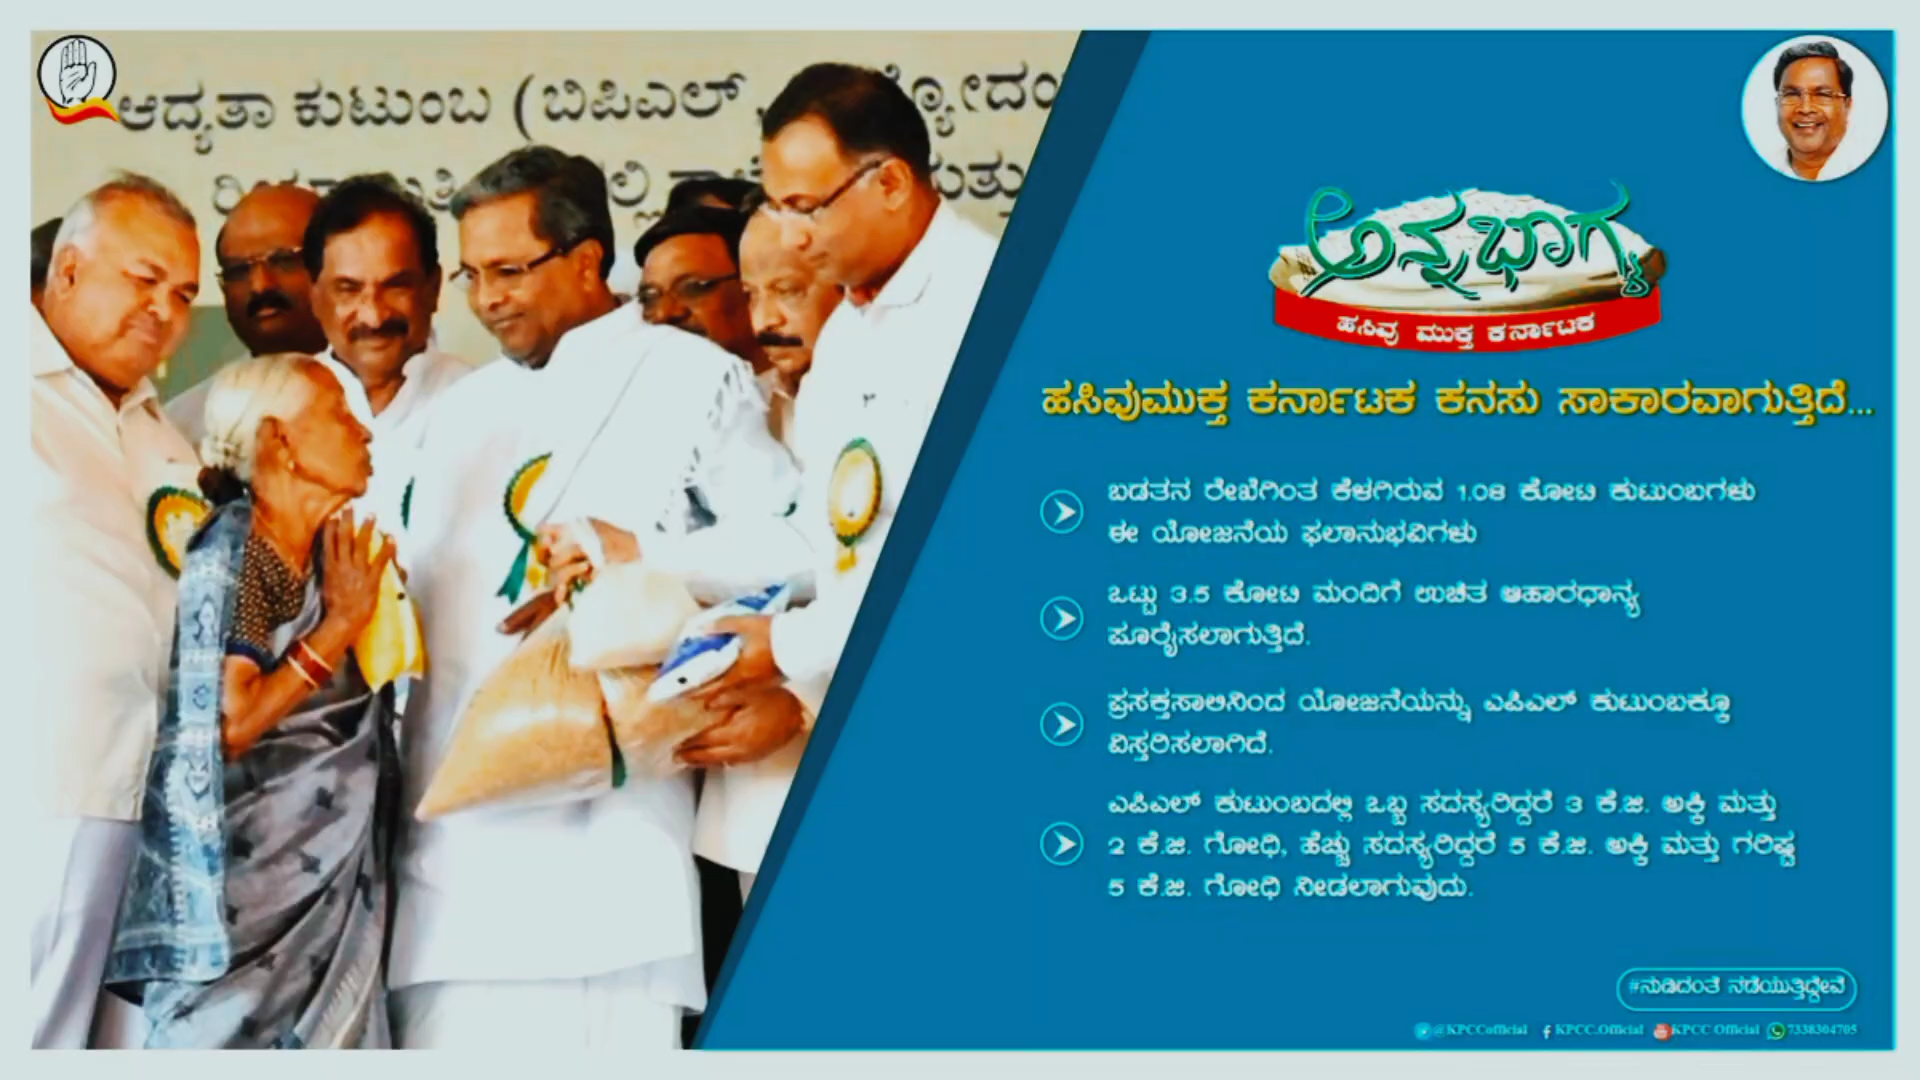 ಆದ್ಯತಾ ಕುಟುಂಬ (ಬಿಪಿಎಲ್
ಅನ್ನಭಾಗ್ಯ
ಹಸಿವು ಮುಕ್ತ ಕರ್ನಾಟಕ
ಹಸಿವುಮುಕ್ತ ಕರ್ನಾಟಕ ಕನಸು ಸಾಕಾರವಾಗುತ್ತಿದೆ...
ಬಡತನ ರೇಖೆಗಿಂತ ಕೆಳಗಿರುವ 1.08 ಕೋಟಿ ಕುಟುಂಬಗಳು
ಈ ಯೋಜನೆಯ ಫಲಾನುಭವಿಗಳು
ಒಟ್ಟು 3.5 ಕೋಟಿ ಮಂದಿಗೆ ಉಚಿತ ಆಹಾರಧಾನ್ಯ
ಪೂರೈಸಲಾಗುತ್ತಿದೆ.
ಪ್ರಸಕ್ತಸಾಲಿನಿಂದ ಯೋಜನೆಯನ್ನು ಎಪಿಎಲ್ ಕುಟುಂಬಕ್ಕೂ
ವಿಸ್ತರಿಸಲಾಗಿದೆ.
ಎಪಿಎಲ್ ಕುಟುಂಬದಲ್ಲಿ ಒಬ್ಬ ಸದಸ್ಯರಿದ್ದರೆ 3 ಕೆ.ಜಿ. ಅಕ್ಕಿ ಮತ್ತು
2 ಕೆ.ಜಿ. ಗೋಧಿ, ಹೆಚ್ಚು ಸದಸ್ಯರಿದ್ದರೆ 5 ಕೆ.ಜಿ. ಅಕ್ಕಿ ಮತ್ತು ಗರಿಷ್ಠ
5 ಕೆ.ಜಿ. ಗೋಧಿ ನೀಡಲಾಗುವುದು.
#ನುಡಿದಂತೆ ನಡೆಯುತ್ತಿದ್ದೇವೆ
@KPCCofficial KPCC.Official KPCC Official 7338304705